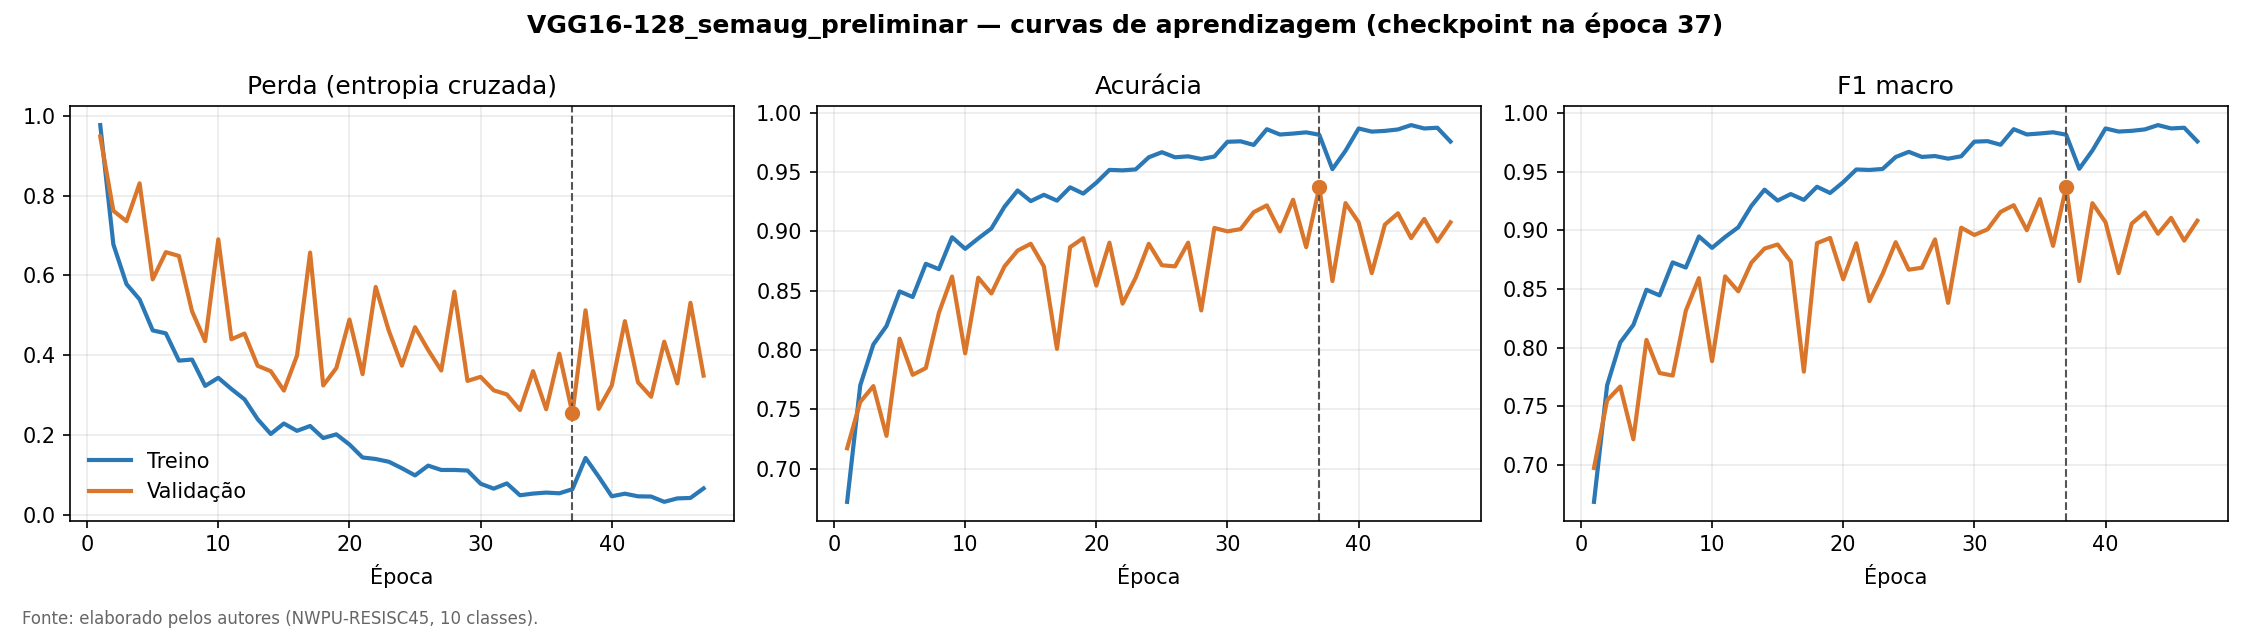 VGG16-128_semaug_preliminar — curvas de aprendizagem (checkpoint na época 37)
Perda (entropia cruzada)
1.0
0.8
0.6
0.4
0.2
0.0
Treino
Validação
0 10 20 30 40
Época
Acurácia
1.00
0.95
0.90
0.85
0.80
0.75
0.70
0 10 20 30 40
Época
F1 macro
1.00
0.95
0.90
0.85
0.80
0.75
0.70
0 10 20 30 40
Época
Fonte: elaborado pelos autores (NWPU-RESISC45, 10 classes).